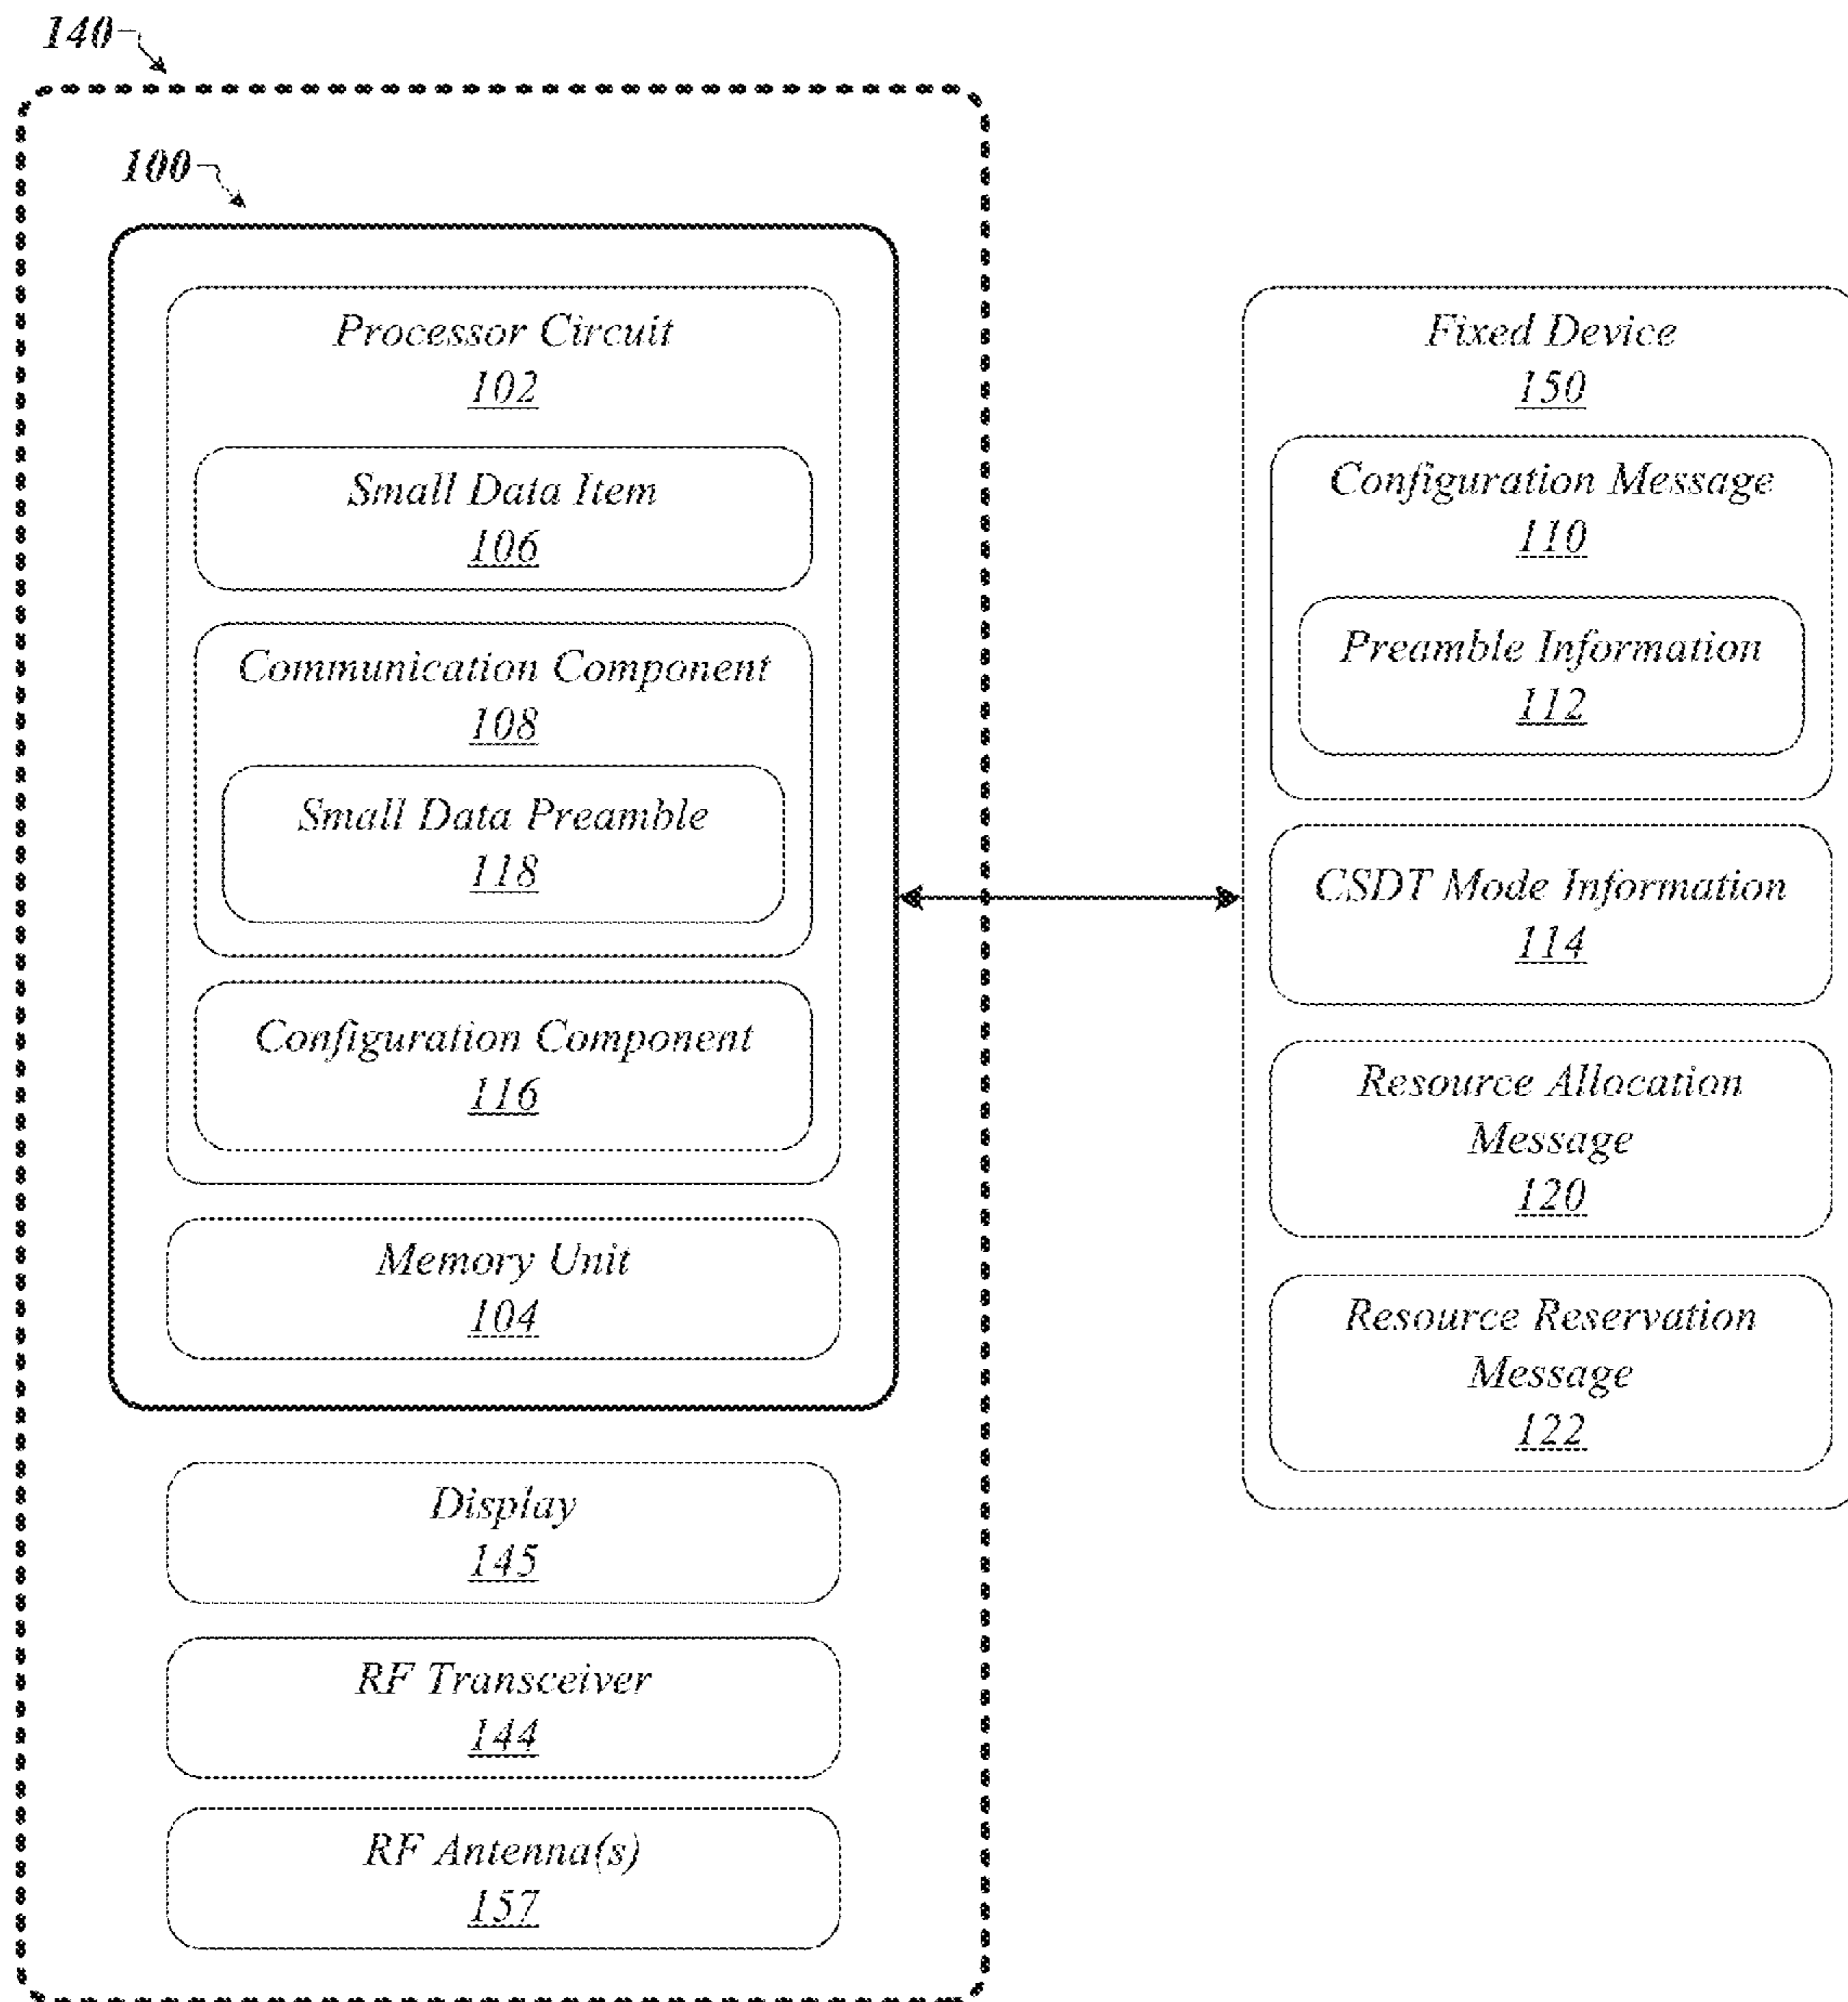 140
100
Processor Circuit
102
Small Data Item
106
Communication Component
108
Small Data Preamble
118
Configuration Component
116
Memory Unit
104
Display
145
RF Transceiver
144
RF Antenna(s)
157
Fixed Device
150
Configuration Message
110
Preamble Information
112
CSDT Mode Information
114
Resource Allocation
Message
120
Resource Reservation
Message
122